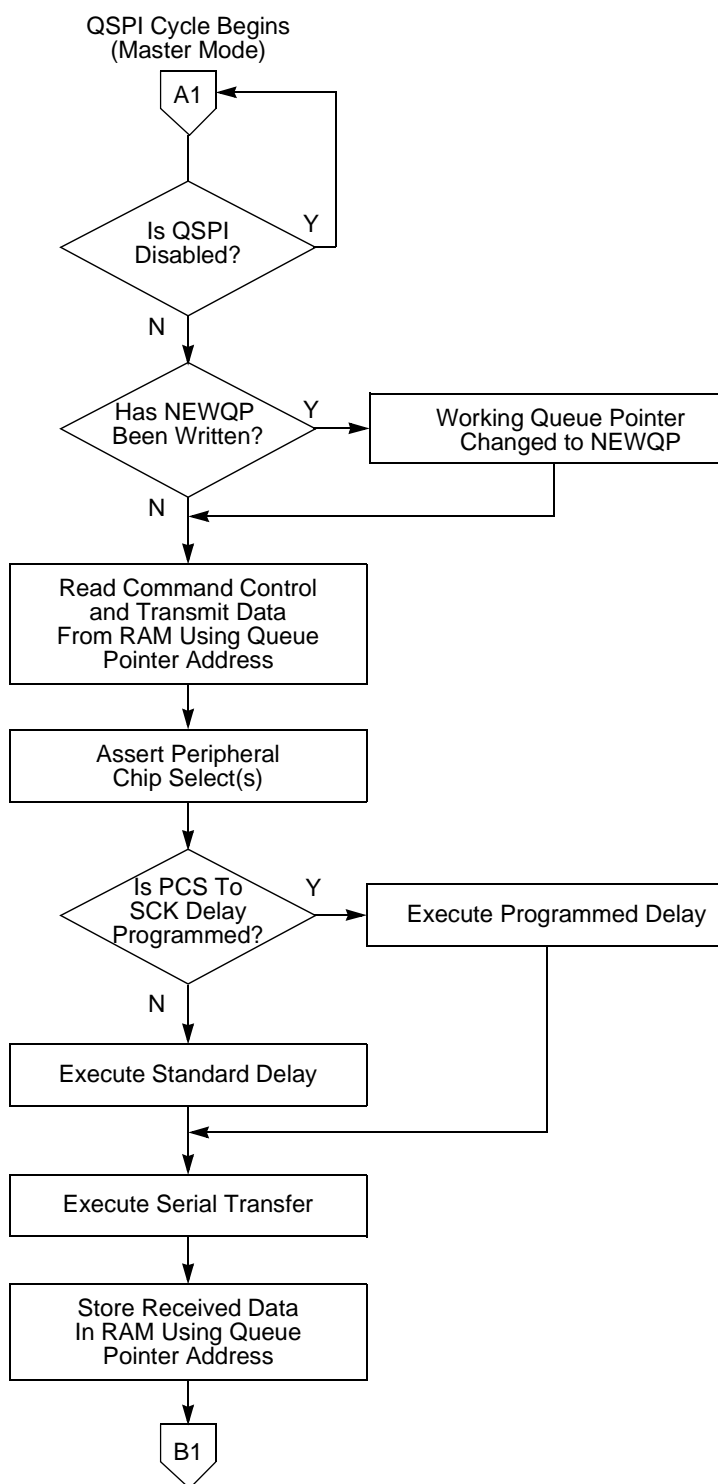 QSPI Cycle Begins
(Master Mode)
A1
Is QSPI
Disabled?
Y
N
Has NEWQP
Been Written?
Y
Working Queue Pointer
Changed to NEWQP
N
Read Command Control
and Transmit Data
From RAM Using Queue
Pointer Address
Assert Peripheral
Chip Select(s)
Is PCS To
SCK Delay
Programmed?
Y
Execute Programmed Delay
N
Execute Standard Delay
Execute Serial Transfer
Store Received Data
In RAM Using Queue
Pointer Address
B1